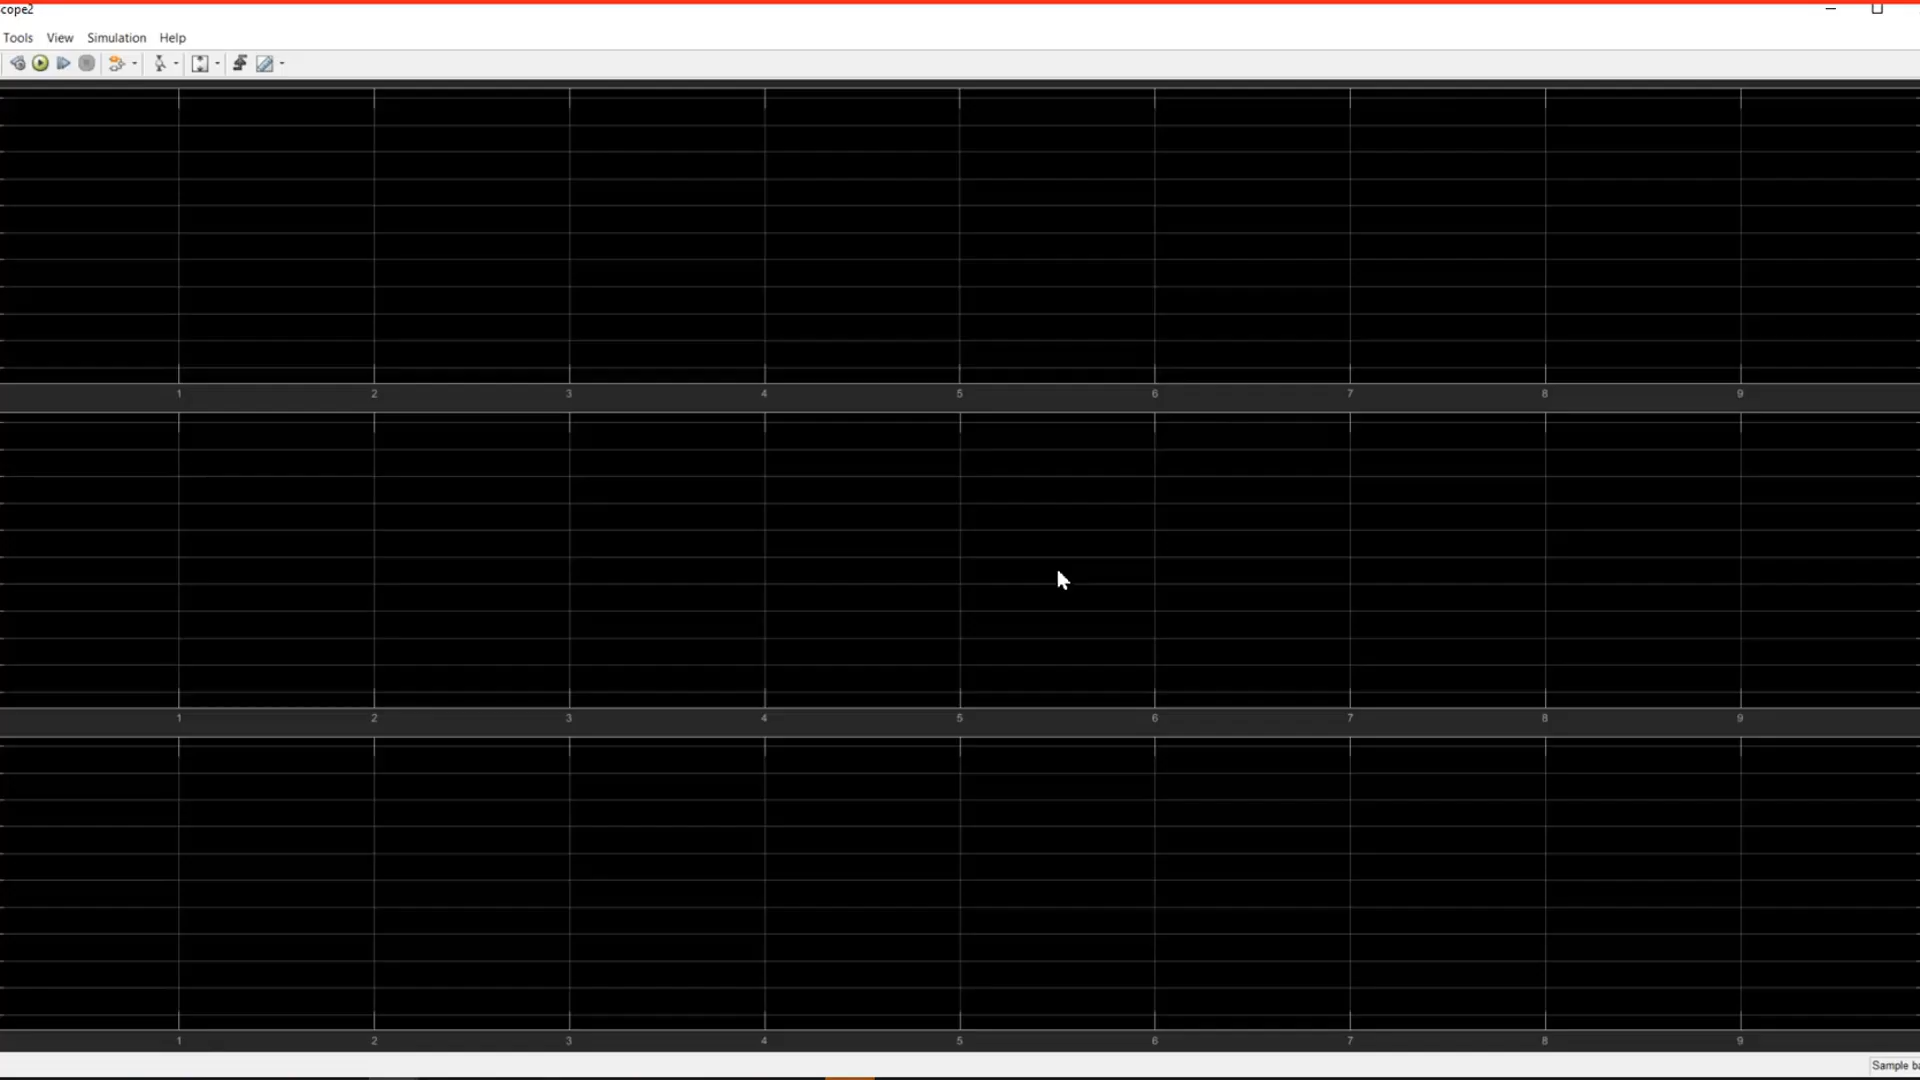 cope2
Tools View Simulation Help
1 2 3 4 5 6 7 8 9
1 2 3 4 5 6 7 8 9
1 2 3 4 5 6 7 8 9
Sample ba